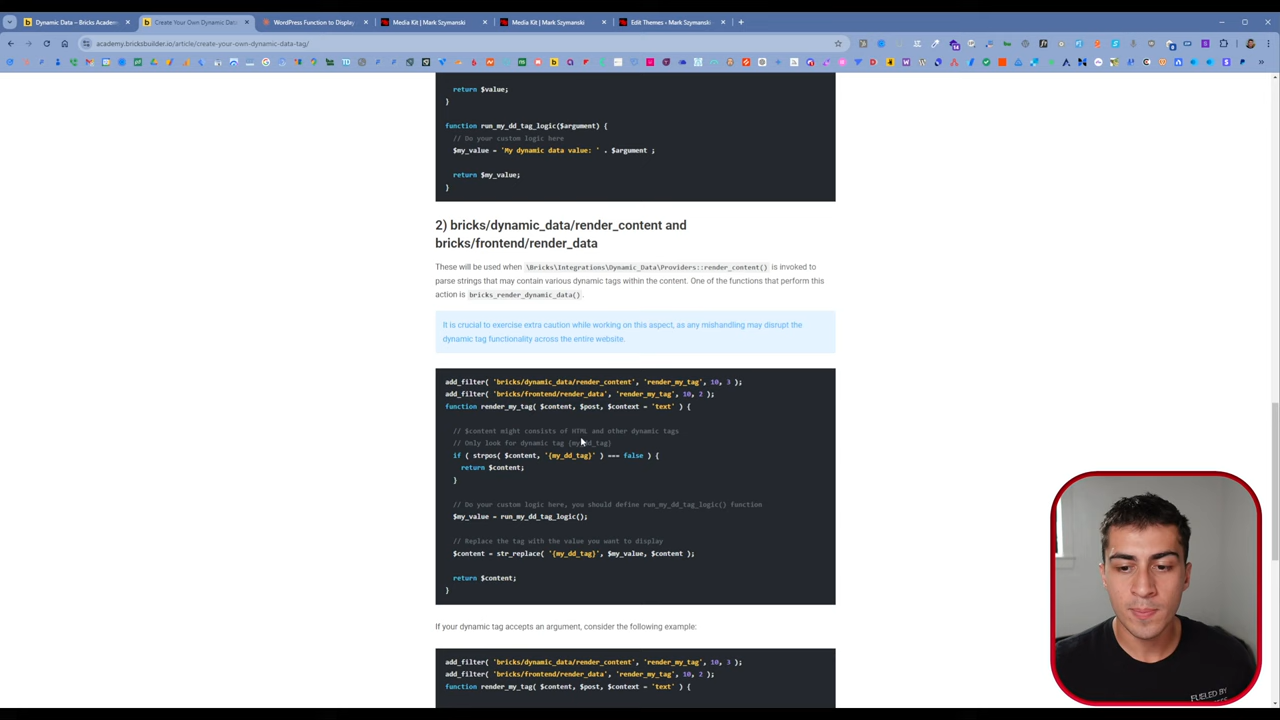 Dynamic Data – Bricks Academ
Create Your Own Dynamic Data
WordPress Function to Display
Media Kit | Mark Szymanski
Media Kit | Mark Szymanski
Edit Themes ‹ Mark Szymansk
academy.bricksbuilder.io/article/create-your-own-dynamic-data-tag/
return $value;
}
function run_my_dd_tag_logic($argument) {
// Do your custom logic here
$my_value = 'My dynamic data value: ' . $argument ;
return $my_value;
}
2) bricks/dynamic_data/render_content and
bricks/frontend/render_data
These will be used when \Bricks\Integrations\Dynamic_Data\Providers::render_content() is invoked to
parse strings that may contain various dynamic tags within the content. One of the functions that perform this
action is bricks_render_dynamic_data() .
It is crucial to exercise extra caution while working on this aspect, as any mishandling may disrupt the
dynamic tag functionality across the entire website.
add_filter( 'bricks/dynamic_data/render_content', 'render_my_tag', 10, 3 );
add_filter( 'bricks/frontend/render_data', 'render_my_tag', 10, 2 );
function render_my_tag( $content, $post, $context = 'text' ) {
// $content might consists of HTML and other dynamic tags
// Only look for dynamic tag {my_dd_tag}
if ( strpos( $content, '{my_dd_tag}' ) === false ) {
return $content;
}
// Do your custom logic here, you should define run_my_dd_tag_logic() function
$my_value = run_my_dd_tag_logic();
// Replace the tag with the value you want to display
$content = str_replace( '{my_dd_tag}', $my_value, $content );
return $content;
}
If your dynamic tag accepts an argument, consider the following example:
add_filter( 'bricks/dynamic_data/render_content', 'render_my_tag', 10, 3 );
add_filter( 'bricks/frontend/render_data', 'render_my_tag', 10, 2 );
function render_my_tag( $content, $post, $context = 'text' ) {
FUELED BY